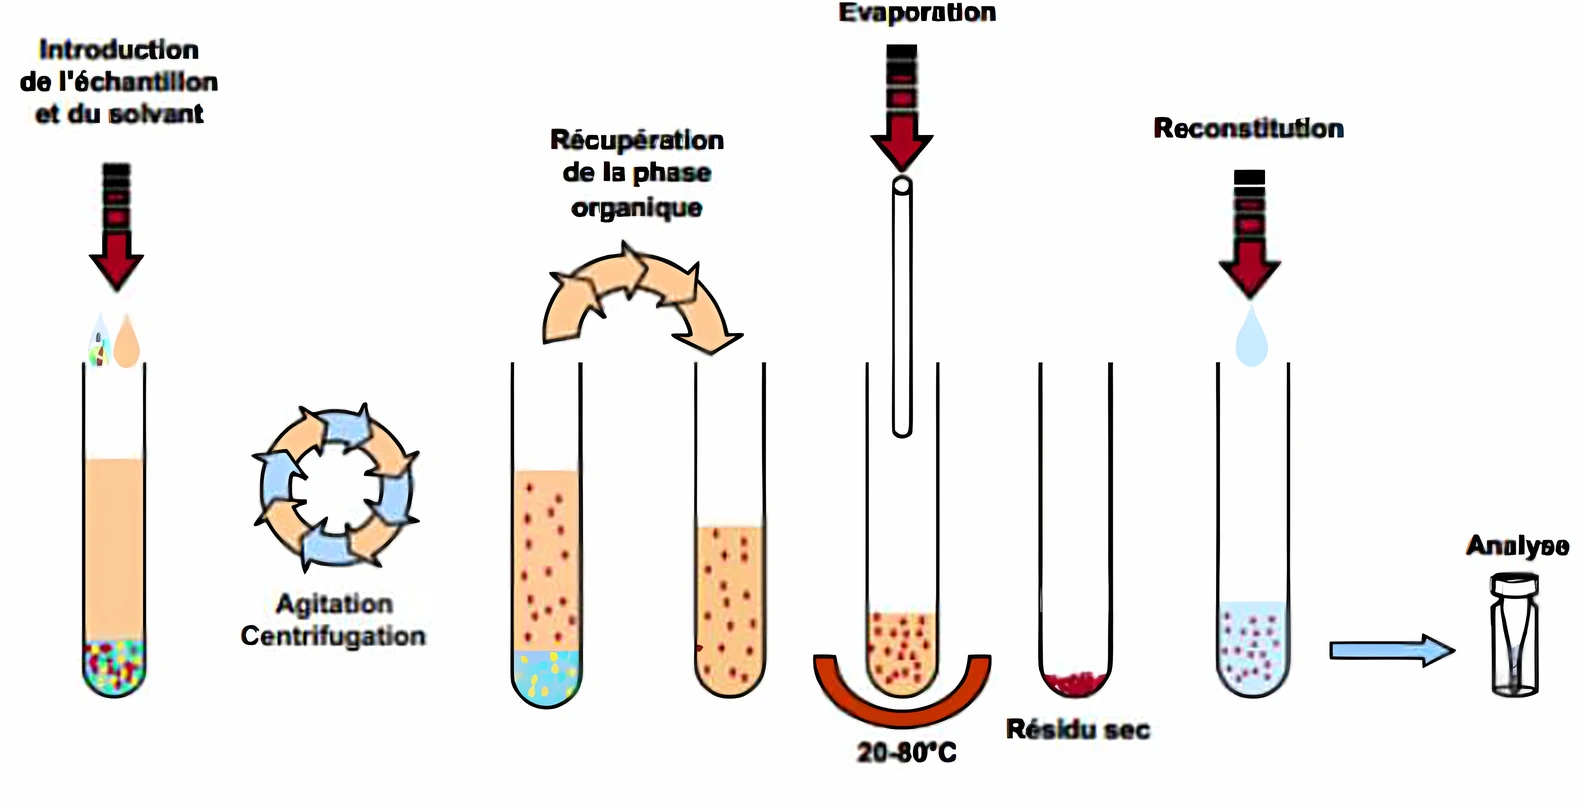 Introduction
de l'échantillon
et du solvant
Agitation
Centrifugation
Récupération
de la phase
organique
Evaporation
20-80°C
Résidu sec
Reconstitution
Analyse